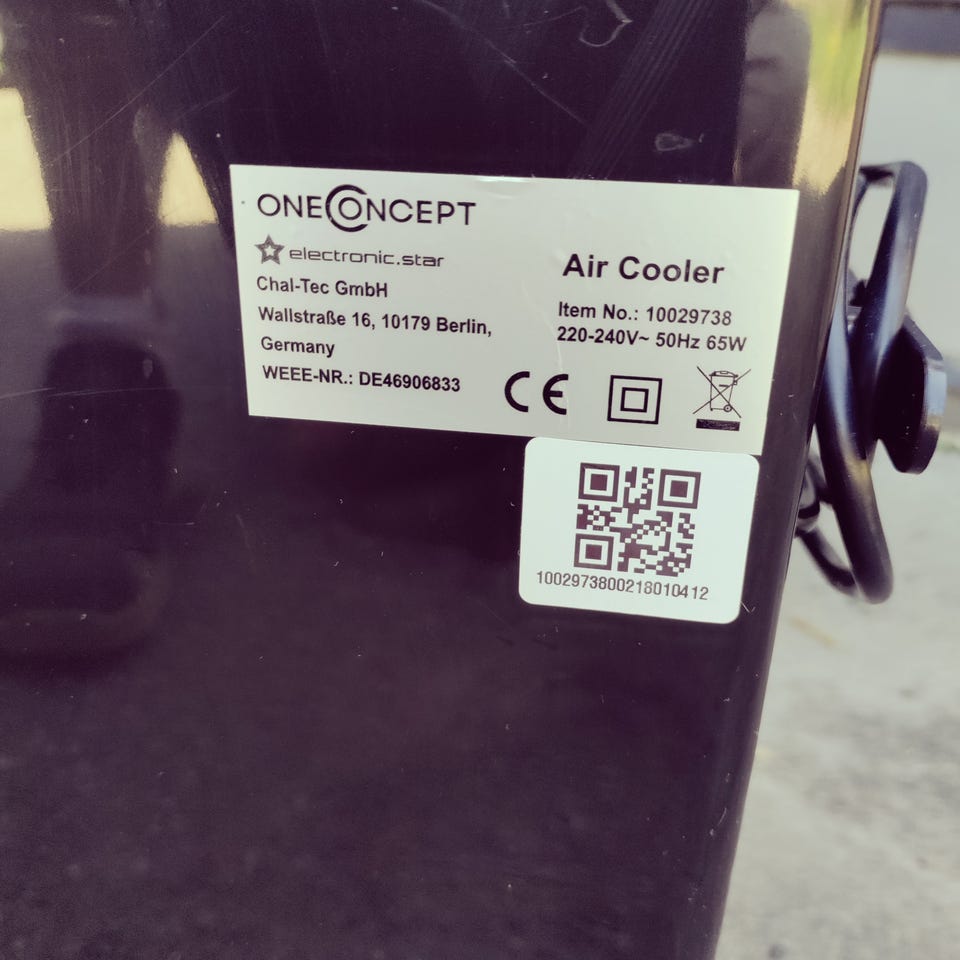 ONECONCEPT
electronic.star
Chal-Tec GmbH
Wallstraße 16, 10179 Berlin,
Germany
WEEE-NR.: DE46906833
Air Cooler
Item No.: 10029738
220-240V~ 50Hz 65W
CE
1002973800218010412